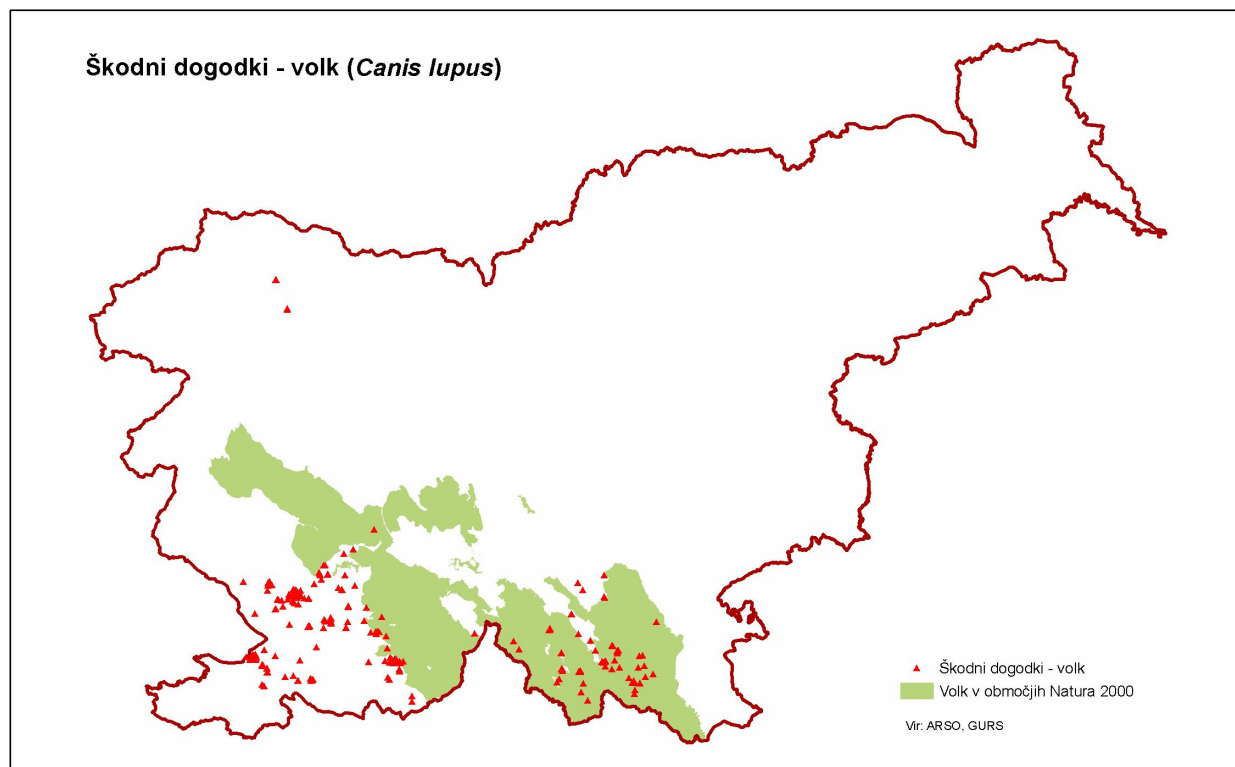 Škodni dogodki - volk (Canis lupus)
Škodni dogodki - volk
Volk v območjih Natura 2000
Vir: ARSO, GURS